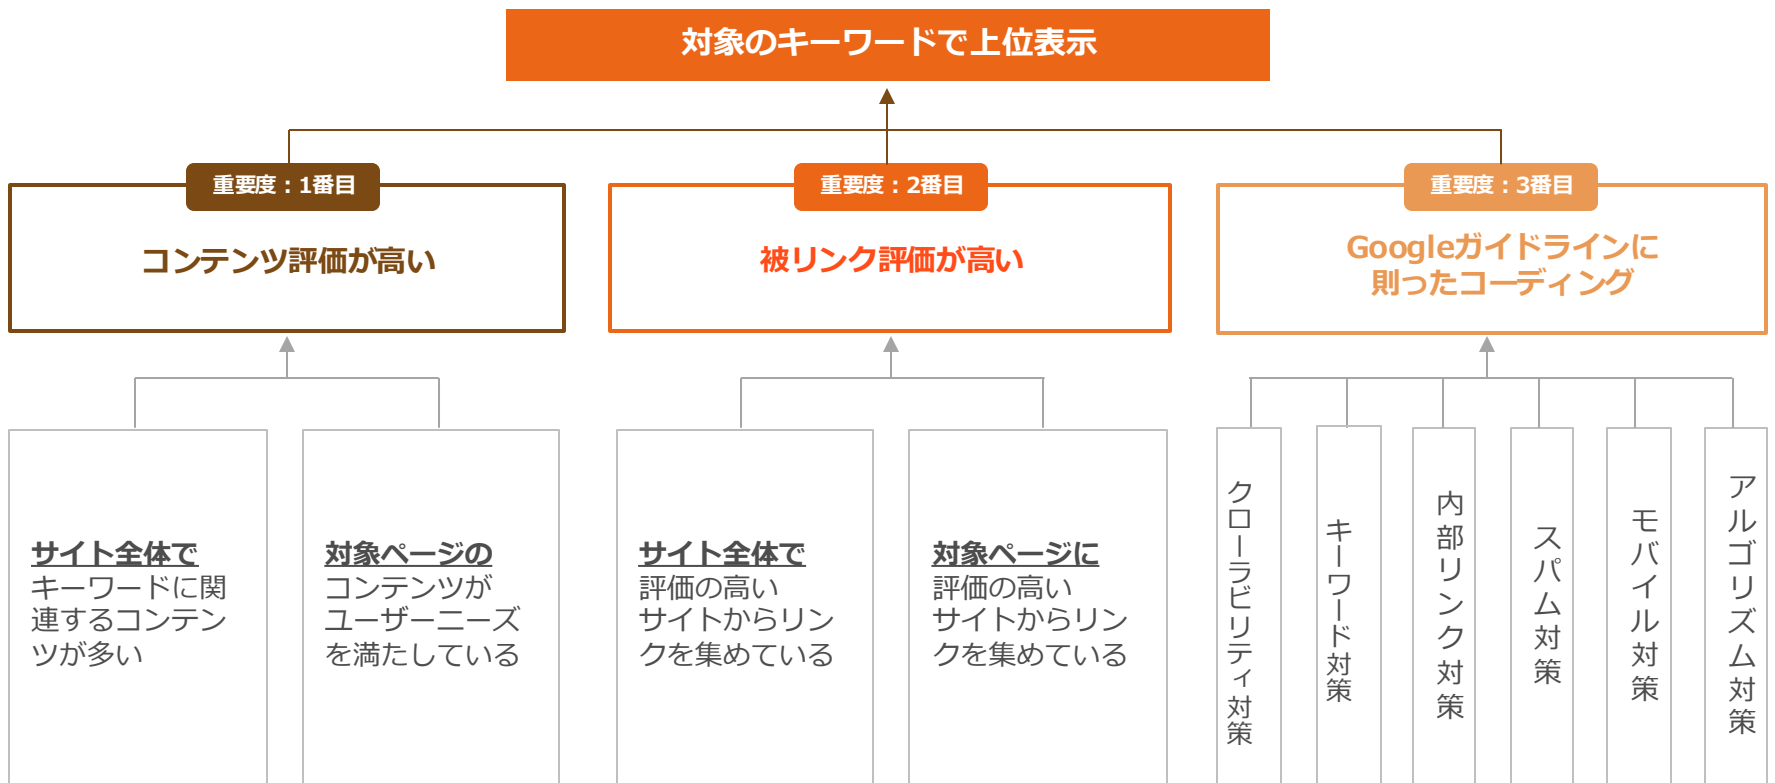 対象のキーワードで上位表示
重要度：1番目
コンテンツ評価が高い
重要度：2番目
被リンク評価が高い
重要度：3番目
Googleガイドラインに
則ったコーディング
サイト全体で
キーワードに関
連するコンテン
ツが多い
対象ページの
コンテンツが
ユーザーニーズ
を満たしている
サイト全体で
評価の高い
サイトからリン
クを集めている
対象ページに
評価の高い
サイトからリン
クを集めている
クローラビリティ対策
キーワード対策
内部リンク対策
スパム対策
モバイル対策
アルゴリズム対策